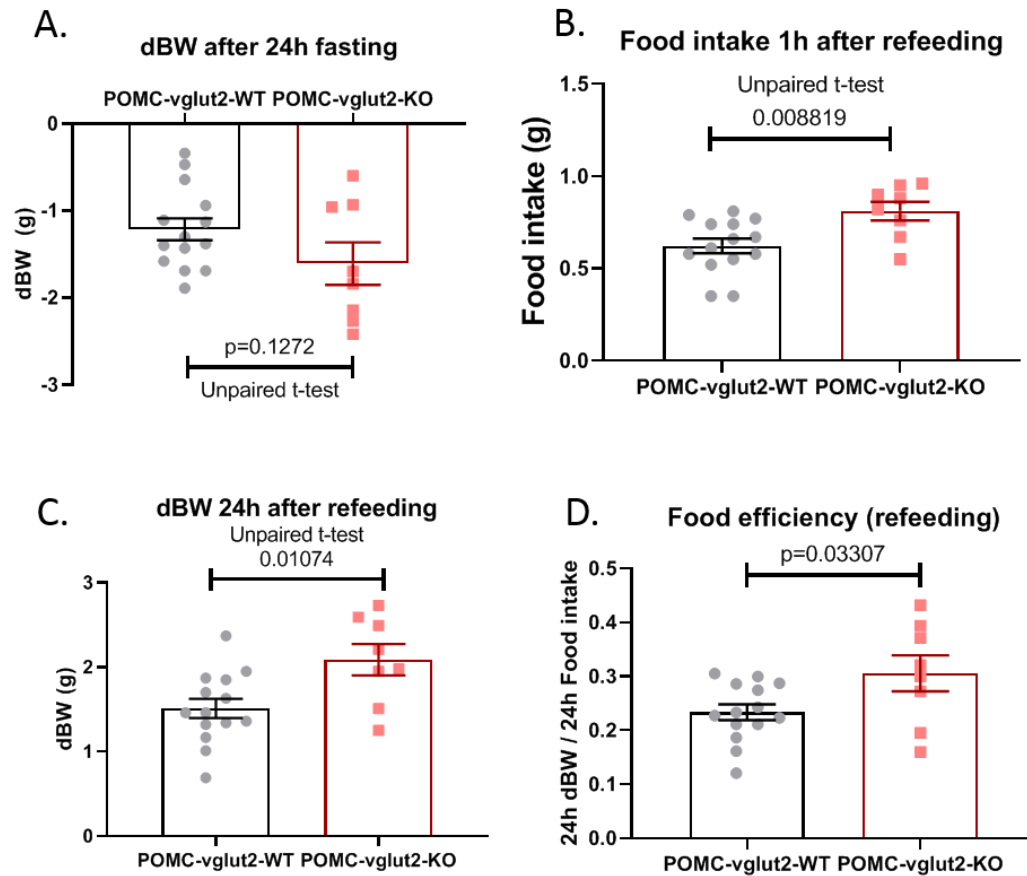 A.
dBW after 24h fasting
POMC-vglut2-WT POMC-vglut2-KO
0
-1
-2
-3
dBW (g)
p=0.1272
Unpaired t-test
B.
Food intake 1h after refeeding
Unpaired t-test
0.008819
1.5
1.0
0.5
0.0
Food intake (g)
POMC-vglut2-WT POMC-vglut2-KO
C.
dBW 24h after refeeding
Unpaired t-test
0.01074
3
2
1
0
dBW (g)
POMC-vglut2-WT POMC-vglut2-KO
D.
Food efficiency (refeeding)
p=0.03307
0.5
0.4
0.3
0.2
0.1
0.0
24h dBW / 24h Food intake
POMC-vglut2-WT POMC-vglut2-KO